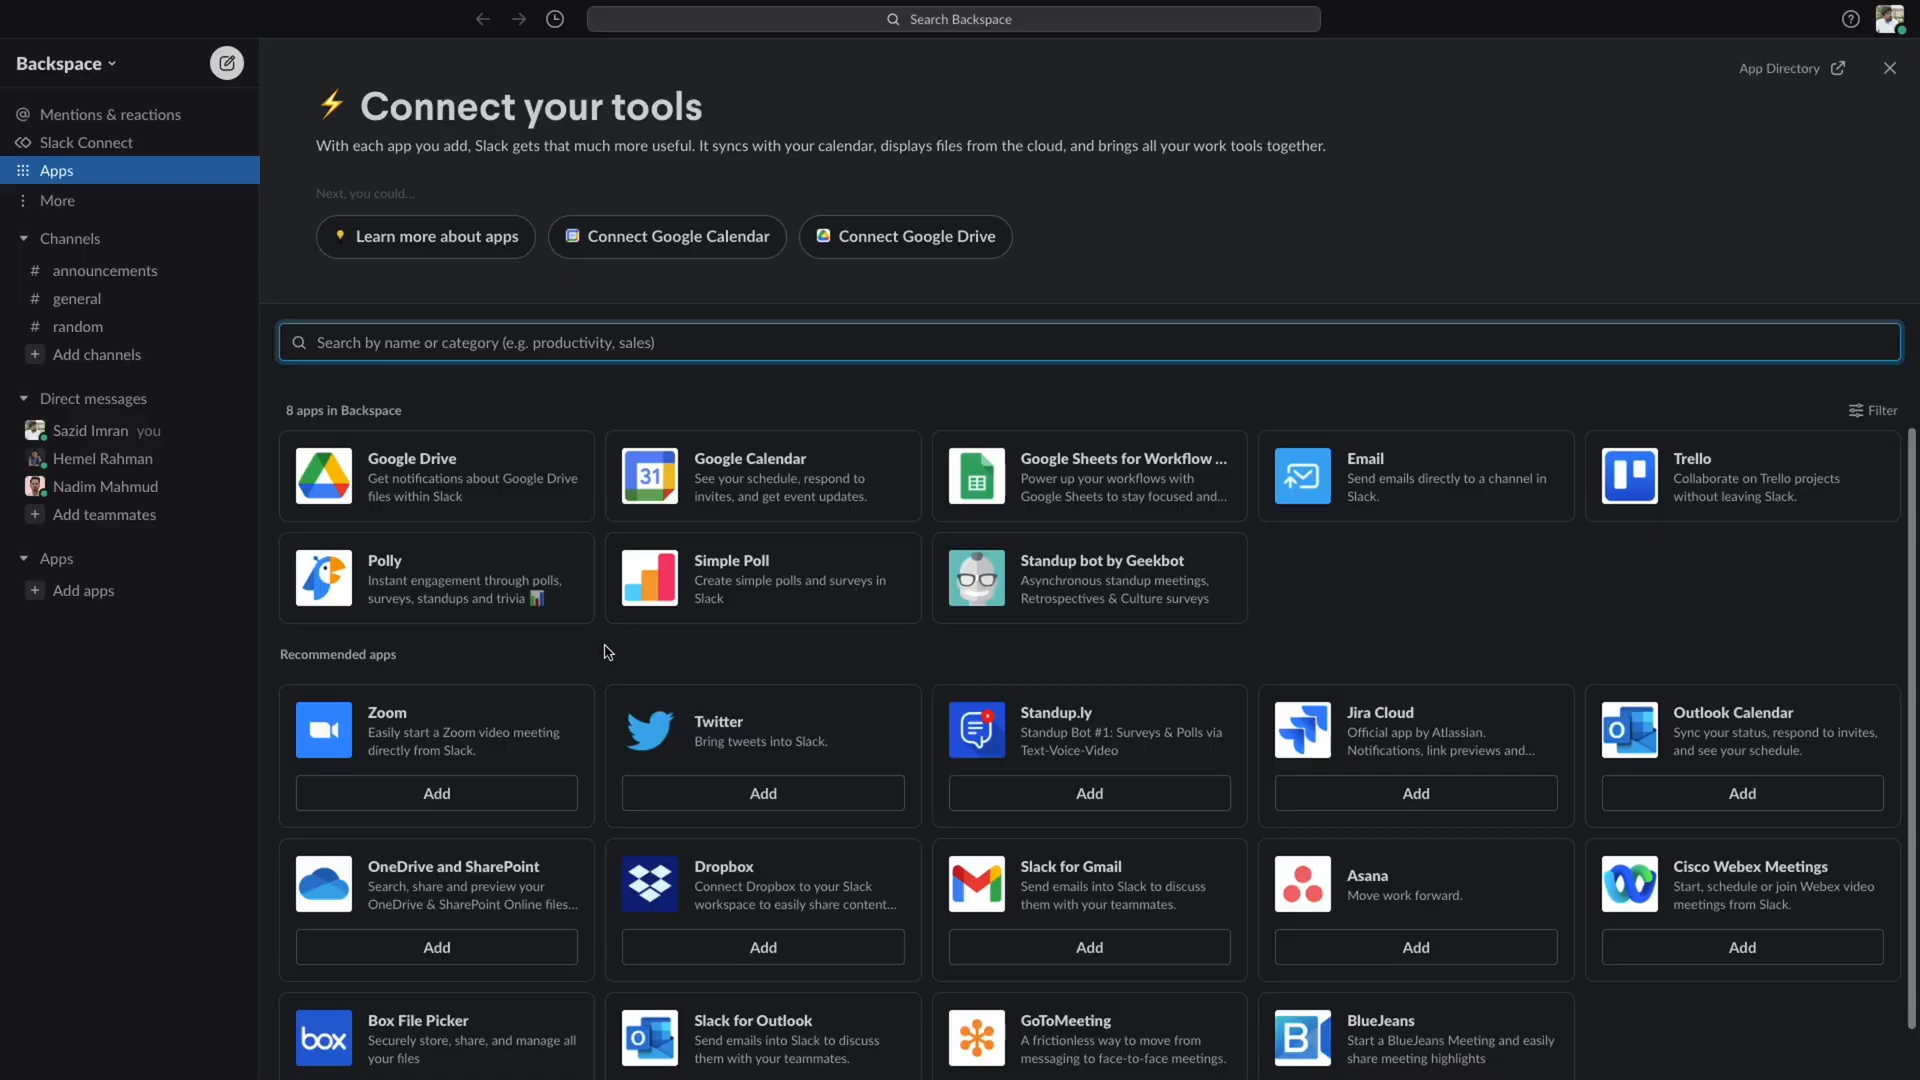 Search Backspace
Backspace
App Directory
Connect your tools
With each app you add, Slack gets that much more useful. It syncs with your calendar, displays files from the cloud, and brings all your work tools together.
Next, you could...
Learn more about apps
Connect Google Calendar
Connect Google Drive
Mentions & reactions
Slack Connect
Apps
More
Channels
# announcements
# general
# random
+ Add channels
Direct messages
Sazid Imran you
Hemel Rahman
Nadim Mahmud
+ Add teammates
Apps
+ Add apps
Search by name or category (e.g. productivity, sales)
8 apps in Backspace
Filter
Google Drive
Get notifications about Google Drive
files within Slack
31
Google Calendar
See your schedule, respond to
invites, and get event updates.
Google Sheets for Workflow ...
Power up your workflows with
Google Sheets to stay focused and...
Email
Send emails directly to a channel in
Slack.
Trello
Collaborate on Trello projects
without leaving Slack.
Polly
Instant engagement through polls,
surveys, standups and trivia
Simple Poll
Create simple polls and surveys in
Slack
Standup bot by Geekbot
Asynchronous standup meetings,
Retrospectives & Culture surveys
Recommended apps
Zoom
Easily start a Zoom video meeting
directly from Slack.
Add
Twitter
Bring tweets into Slack.
Add
Standup.ly
Standup Bot #1: Surveys & Polls via
Text-Voice-Video
Add
Jira Cloud
Official app by Atlassian.
Notifications, link previews and...
Add
Outlook Calendar
Sync your status, respond to invites,
and see your schedule.
Add
OneDrive and SharePoint
Search, share and preview your
OneDrive & SharePoint Online files...
Add
Dropbox
Connect Dropbox to your Slack
workspace to easily share content...
Add
Slack for Gmail
Send emails into Slack to discuss
them with your teammates.
Add
Asana
Move work forward.
Add
Cisco Webex Meetings
Start, schedule or join Webex video
meetings from Slack.
Add
box
Box File Picker
Securely store, share, and manage all
your files
Slack for Outlook
Send emails into Slack to discuss
them with your teammates.
GoToMeeting
A frictionless way to move from
messaging to face-to-face meetings.
B
BlueJeans
Start a BlueJeans Meeting and easily
share meeting highlights